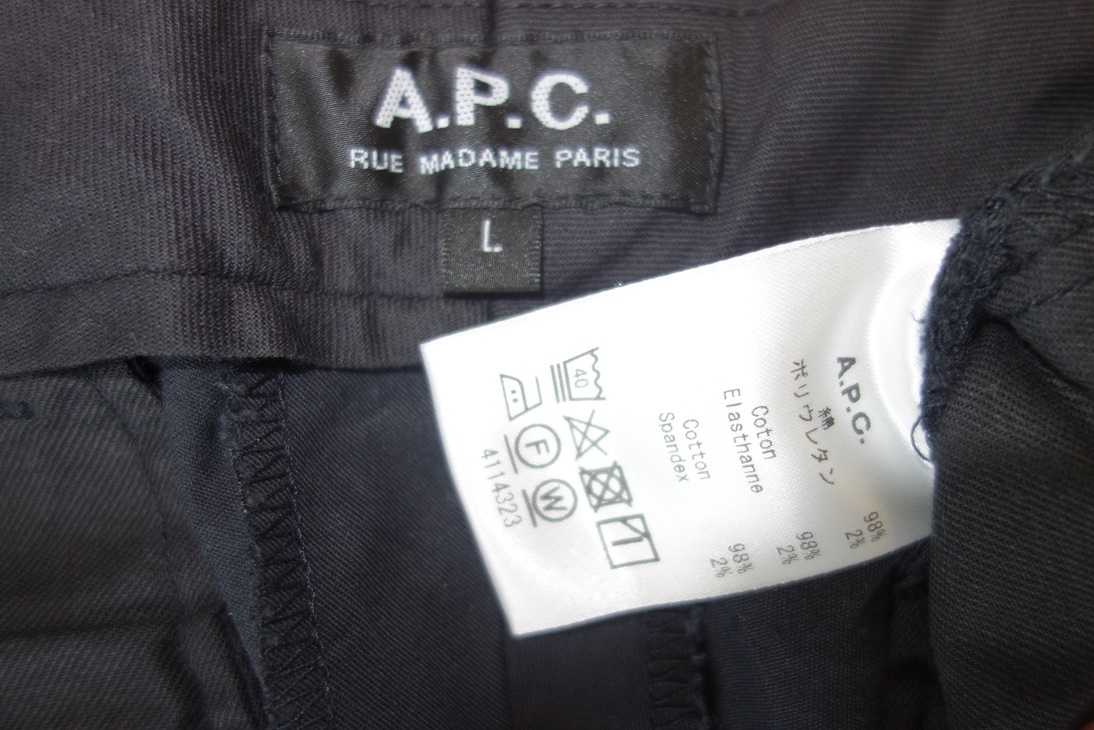 A.P.C.
RUE MADAME PARIS
L
A.P.C.
綿 98%
ポリウレタン 2%
Coton 98%
Elasthanne 2%
Cotton 98%
Spandex 2%
40
F
W
4114323